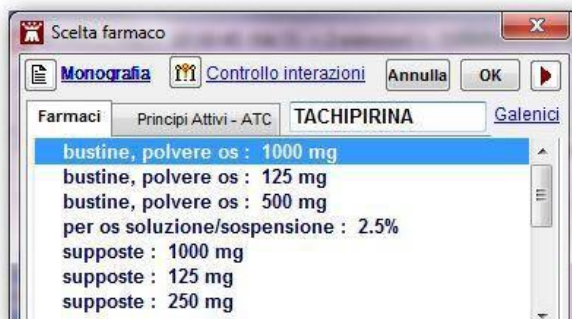 Scelta farmaco
Monografia Controllo interazioni Annulla OK
Farmaci Principi Attivi - ATC TACHIPIRINA Galenici
bustine, polvere os : 1000 mg
bustine, polvere os : 125 mg
bustine, polvere os : 500 mg
per os soluzione/sospensione : 2.5%
supposte : 1000 mg
supposte : 125 mg
supposte : 250 mg